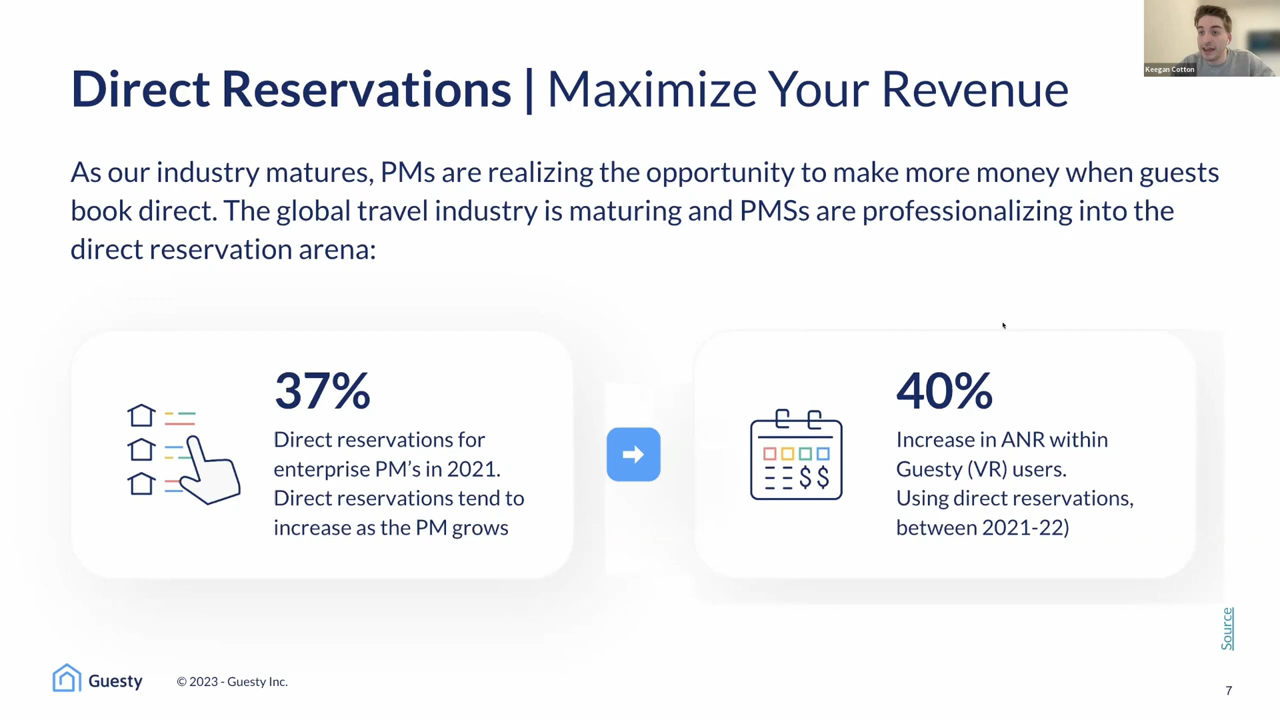 Keegan Cotton
Direct Reservations | Maximize Your Revenue
As our industry matures, PMs are realizing the opportunity to make more money when guests
book direct. The global travel industry is maturing and PMSs are professionalizing into the
direct reservation arena:
37%
Direct reservations for
enterprise PM’s in 2021.
Direct reservations tend to
increase as the PM grows
40%
Increase in ANR within
Guesty (VR) users.
Using direct reservations,
between 2021-22)
$$
Source
Guesty
© 2023 - Guesty Inc.
7